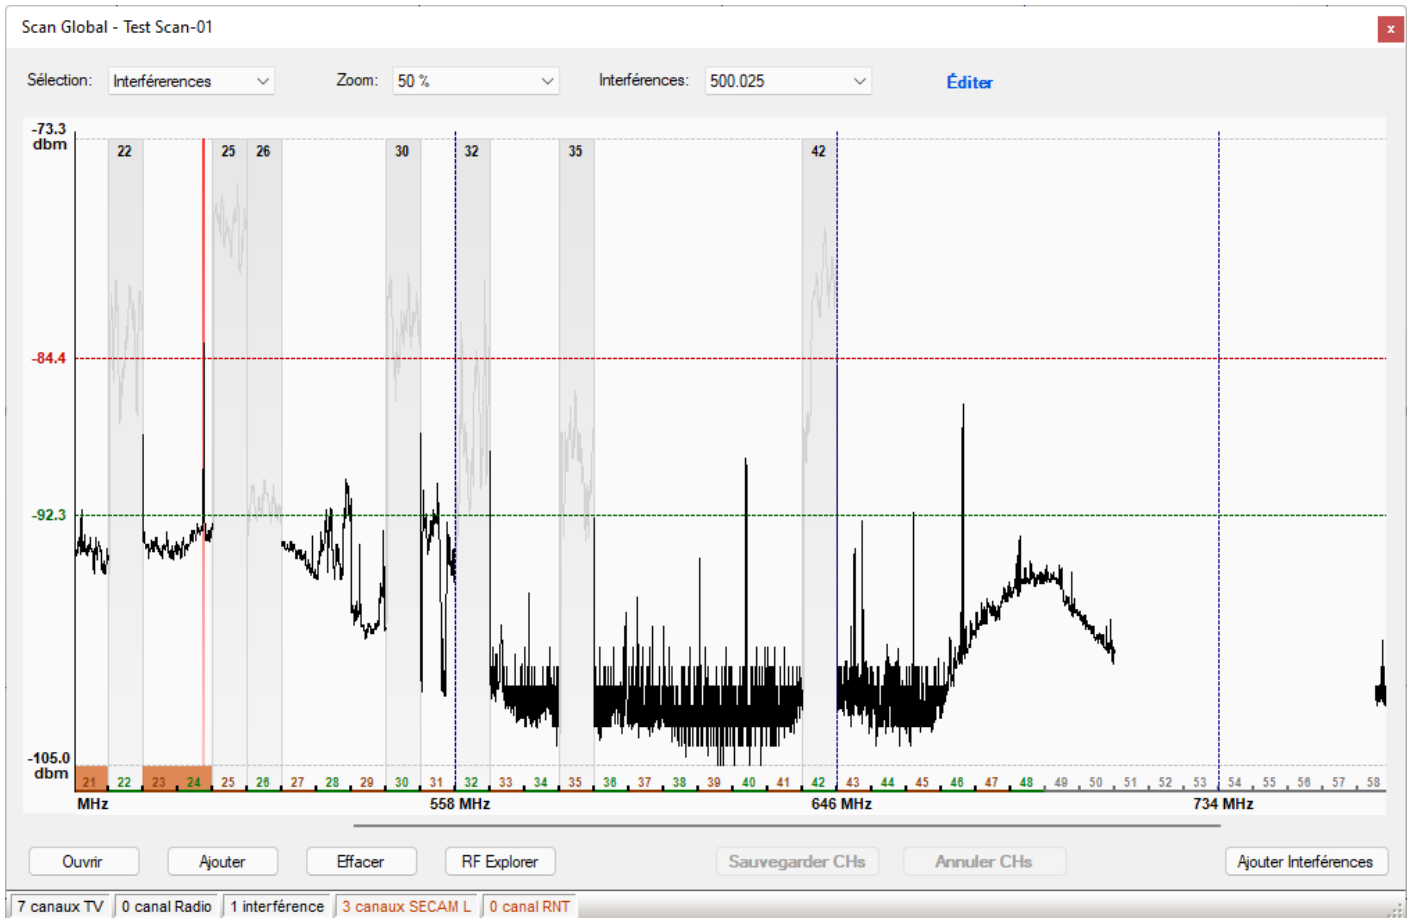 Scan Global - Test Scan-01
x
Sélection: Interférerences Zoom: 50 % Interférences: 500.025 Éditer
-73.3
dbm
22 25 26 30 32 35 42
-84.4
-92.3
-105.0
dbm
21 22 23 24 25 26 27 28 29 30 31 32 33 34 35 36 37 38 39 40 41 42 43 44 45 46 47 48 49 50 51 52 53 54 55 56 57 58
MHz 558 MHz 646 MHz 734 MHz
Ouvrir Ajouter Effacer RF Explorer Sauvegarder CHs Annuler CHs Ajouter Interférences
7 canaux TV 0 canal Radio 1 interférence 3 canaux SECAM L 0 canal RNT